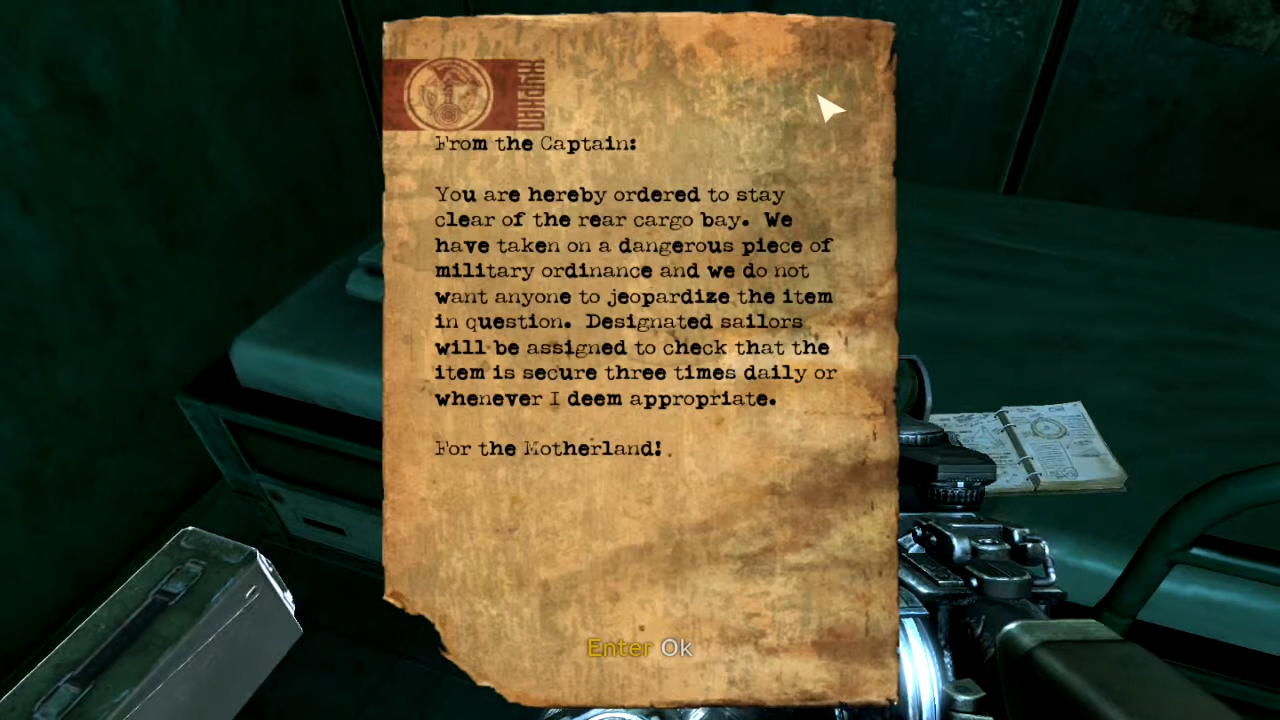 From the Captain:
You are hereby ordered to stay
clear of the rear cargo bay. We
have taken on a dangerous piece of
military ordinance and we do not
want anyone to jeopardize the item
in question. Designated sailors
will be assigned to check that the
item is secure three times daily or
whenever I deem appropriate.
For the Motherland!
Enter Ok